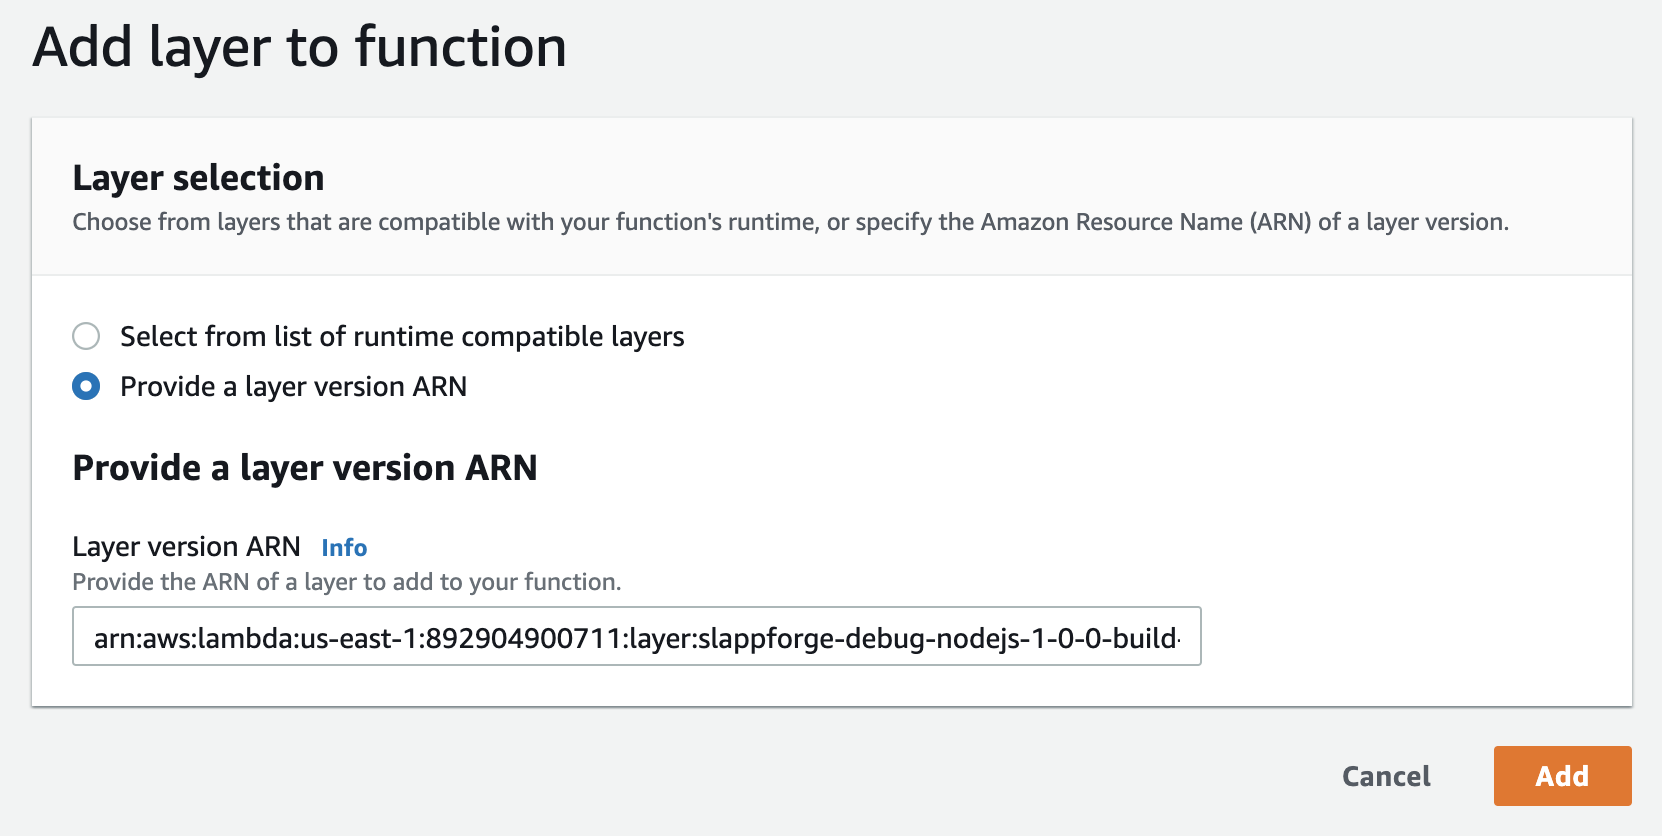 Add layer to function
Layer selection
Choose from layers that are compatible with your function's runtime, or specify the Amazon Resource Name (ARN) of a layer version.
Select from list of runtime compatible layers
Provide a layer version ARN
Provide a layer version ARN
Layer version ARN Info
Provide the ARN of a layer to add to your function.
arn:aws:lambda:us-east-1:892904900711:layer:slappforge-debug-nodejs-1-0-0-build-
Cancel Add